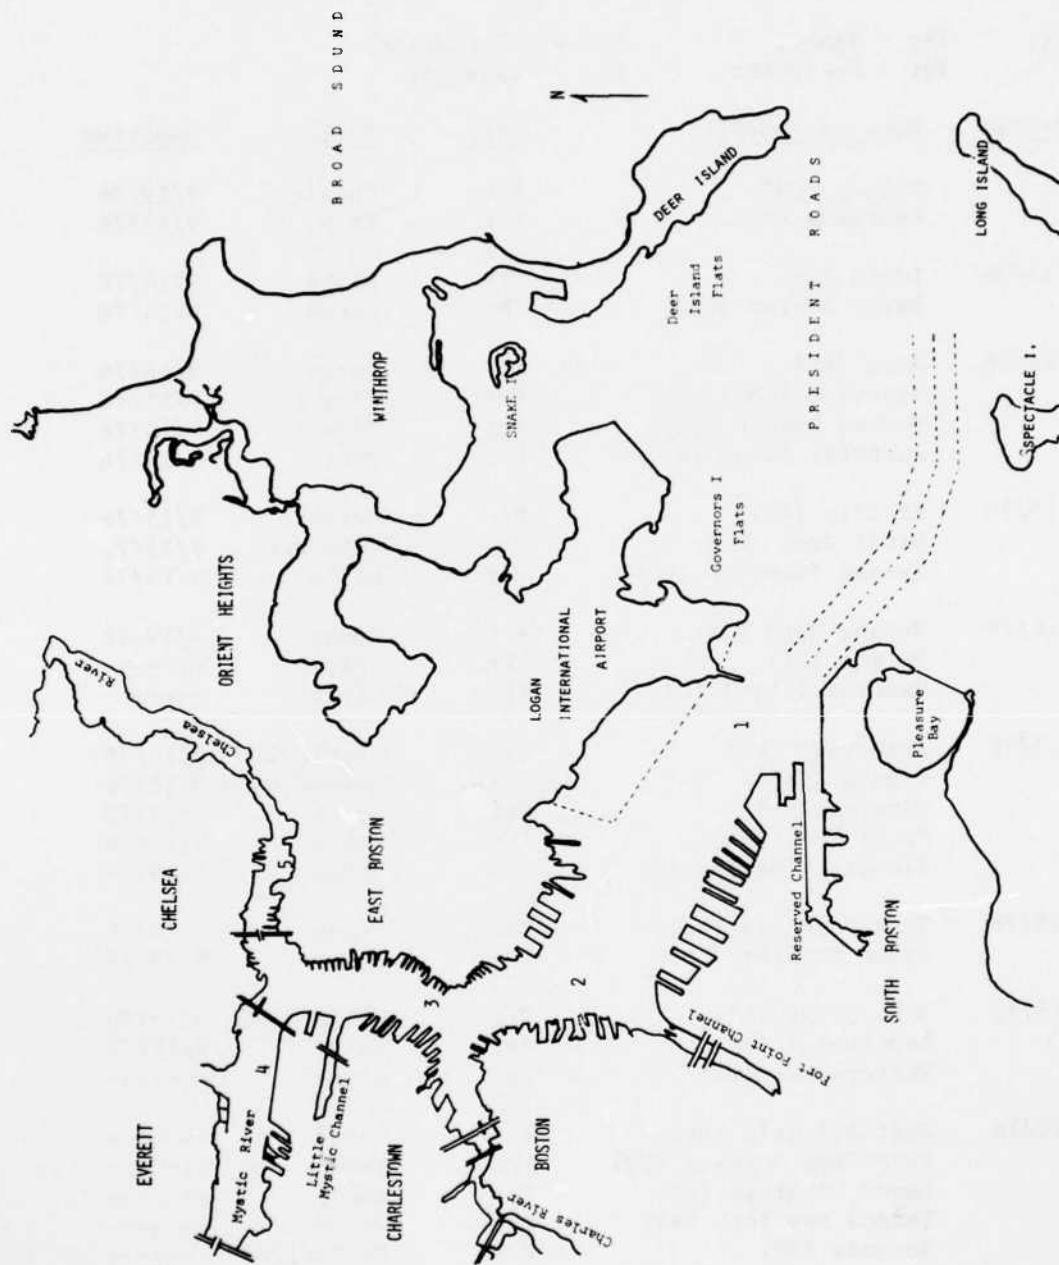 BROAD SOUND
N
DEER ISLAND
PRESIDENT ROADS
LONG ISLAND
Deer
Island
Flats
WINTHROP
SNAKE I
SPECTACLE I.
ORIENT HEIGHTS
Governors I
Flats
LOGAN
INTERNATIONAL
AIRPORT
Chelsea
River
Pleasure
Bay
1
CHELSEA
5
EAST BOSTON
Reserved Channel
SOUTH BOSTON
2
3
4
Fort Point Channel
EVERETT
Mystic River
Little
Mystic Channel
CHARLESTOWN
BOSTON
Charles River